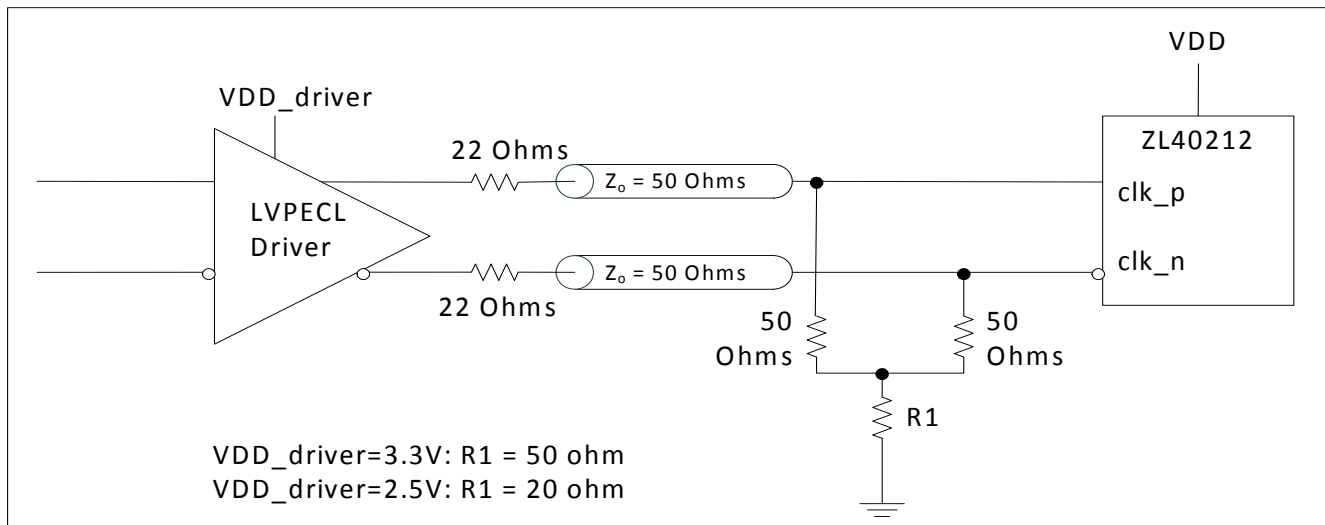 VDD
VDD_driver
ZL40212
22 Ohms
Zo = 50 Ohms
clk_p
LVPECL
Driver
Zo = 50 Ohms
clk_n
22 Ohms
50
Ohms
50
Ohms
R1
VDD_driver=3.3V: R1 = 50 ohm
VDD_driver=2.5V: R1 = 20 ohm